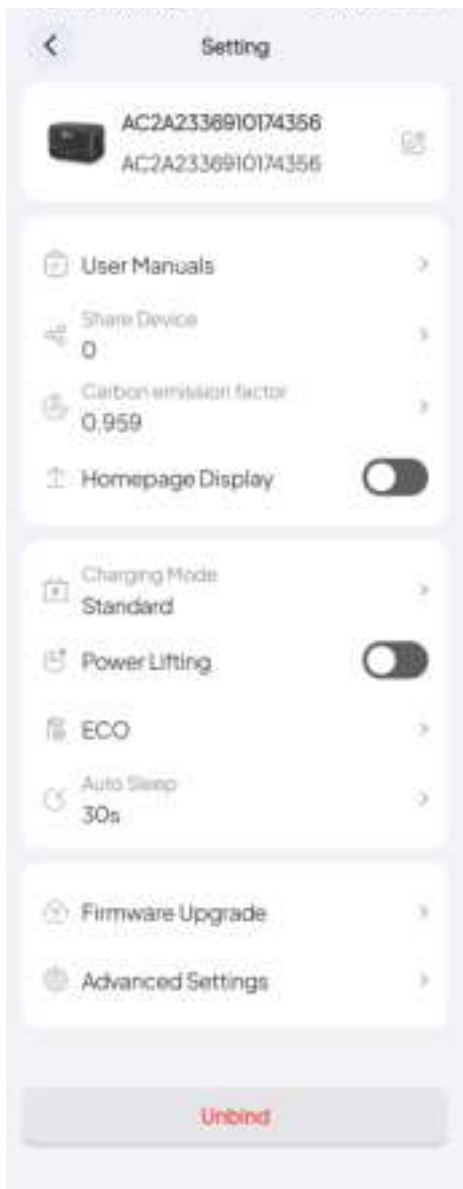 Setting
AC2A2336910174356
AC2A2336910174356
User Manuals
Share Device
0
Carbon emission factor
0.959
Homepage Display
Charging Mode
Standard
Power Lifting
ECO
Auto Sleep
30s
Firmware Upgrade
Advanced Settings
Unbind